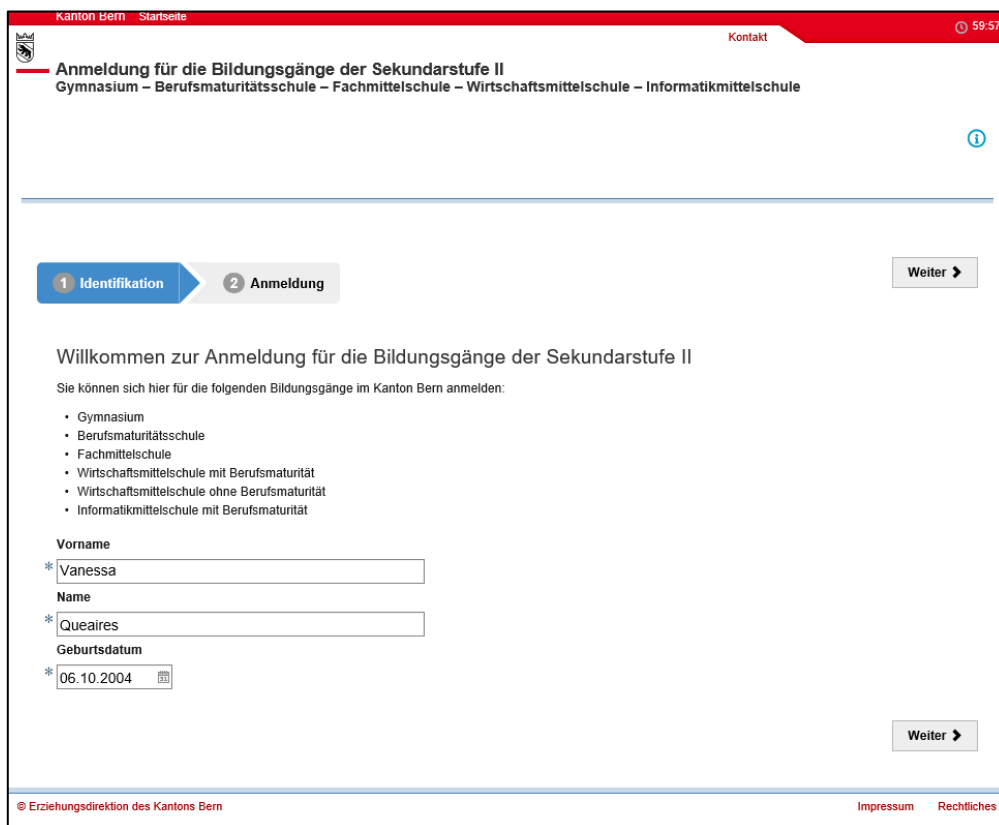 Kanton Bern Startseite
59:57
Kontakt
Anmeldung für die Bildungsgänge der Sekundarstufe II
Gymnasium – Berufsmaturitätsschule – Fachmittelschule – Wirtschaftsmittelschule – Informatikmittelschule
1 Identifikation
2 Anmeldung
Weiter
Willkommen zur Anmeldung für die Bildungsgänge der Sekundarstufe II
Sie können sich hier für die folgenden Bildungsgänge im Kanton Bern anmelden:
• Gymnasium
• Berufsmaturitätsschule
• Fachmittelschule
• Wirtschaftsmittelschule mit Berufsmaturität
• Wirtschaftsmittelschule ohne Berufsmaturität
• Informatikmittelschule mit Berufsmaturität
Vorname
* Vanessa
Name
* Queaires
Geburtsdatum
* 06.10.2004
Weiter
© Erziehungsdirektion des Kantons Bern
Impressum Rechtliches